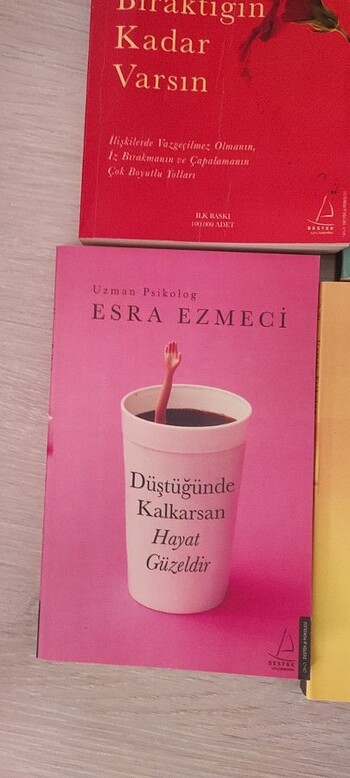 Bıraktığın
Kadar
Varsın
İlişkilerde Vazgeçilmez Olmanın,
İz Bırakmanın ve Çabalamanın
Çok Boyutlu Yolları
İLK BASKI
100.000 ADET
DESTEK
Uzman Psikolog
ESRA EZMECİ
Düştüğünde
Kalkarsan
Hayat
Güzeldir
DESTEK